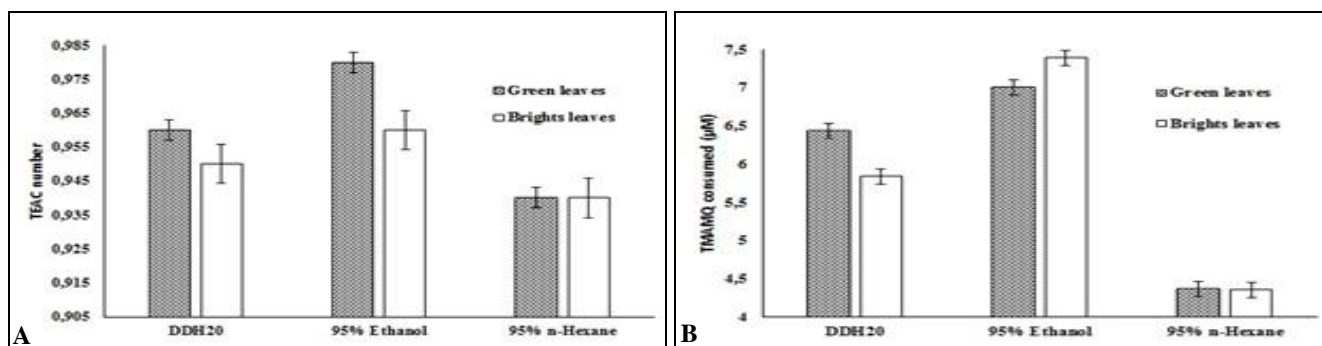 TEAC number
0,985
0,975
0,965
0,955
0,945
0,935
0,925
0,915
0,905
Green leaves
Brights leaves
DDH20
95% Ethanol
95% n-Hexane
A
TMAMQ consumed (µM)
7,5
7
6,5
6
5,5
5
4,5
4
Green leaves
Brights leaves
DDH20
95% Ethanol
95% n-Hexane
B